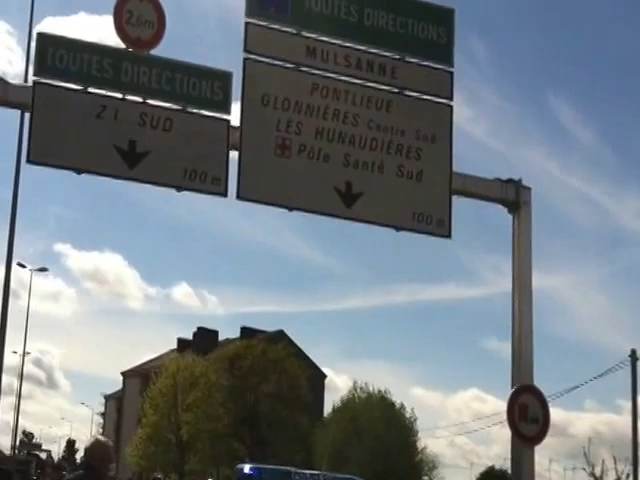 2,6m
TOUTES DIRECTIONS
Z I SUD
100 m
TOUTES DIRECTIONS
MULSANNE
PONTLIEUE
GLONNIÈRES Centre Sud
LES HUNAUDIÈRES
Pôle Santé Sud
100 m